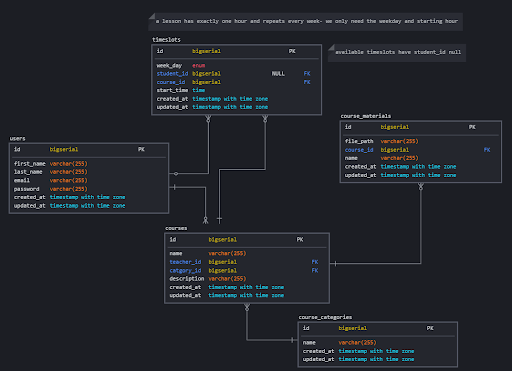 a lesson has exactly one hour and repeats every week- we only need the weekday and starting hour
timeslots
available timeslots have student_id null
id bigserial PK
week_day enum
student_id bigserial NULL FK
course_id bigserial FK
start_time time
created_at timestamp with time zone
updated_at timestamp with time zone
course_materials
id bigserial PK
file_path varchar(255)
course_id bigserial FK
name varchar(255)
created_at timestamp with time zone
updated_at timestamp with time zone
users
id bigserial PK
first_name varchar(255)
last_name varchar(255)
email varchar(255)
password varchar(255)
created_at timestamp with time zone
updated_at timestamp with time zone
courses
id bigserial PK
name varchar(255)
teacher_id bigserial FK
catgory_id bigserial FK
description varchar(255)
created_at timestamp with time zone
updated_at timestamp with time zone
course_categories
id bigserial PK
name varchar(255)
created_at timestamp with time zone
updated_at timestamp with time zone